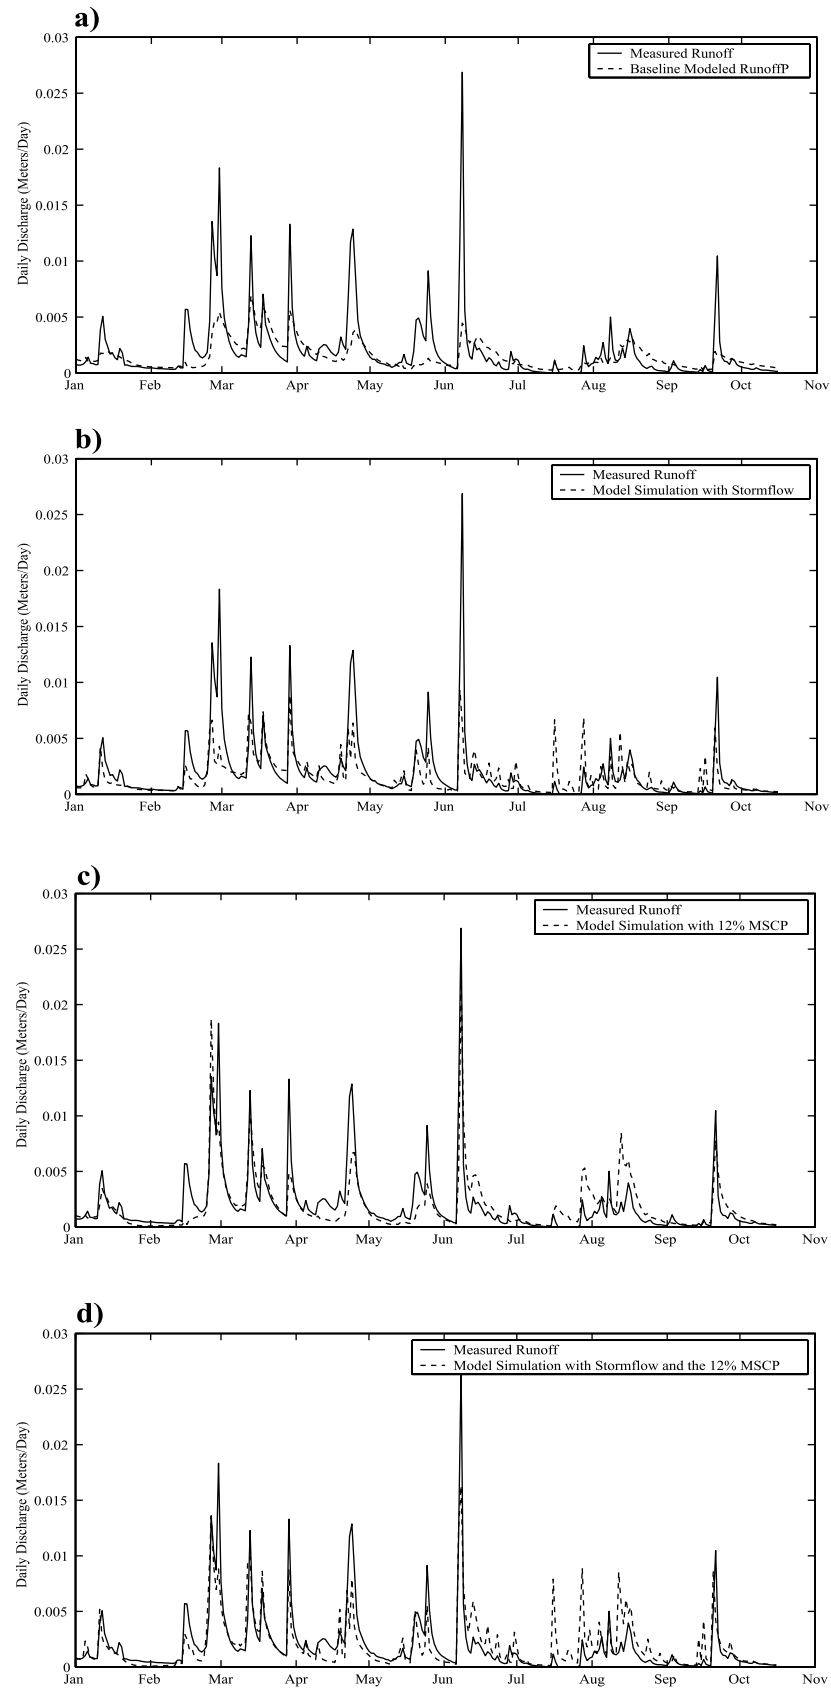 a)
0.03
Measured Runoff
Baseline Modeled RunoffP
0.025
0.02
0.015
0.01
0.005
0
Daily Discharge (Meters/Day)
Jan Feb Mar Apr May Jun Jul Aug Sep Oct Nov
b)
0.03
Measured Runoff
Model Simulation with Stormflow
0.025
0.02
0.015
0.01
0.005
0
Daily Discharge (Meters/Day)
Jan Feb Mar Apr May Jun Jul Aug Sep Oct Nov
c)
0.03
Measured Runoff
Model Simulation with 12% MSCP
0.025
0.02
0.015
0.01
0.005
0
Daily Discharge (Meters/Day)
Jan Feb Mar Apr May Jun Jul Aug Sep Oct Nov
d)
0.03
Measured Runoff
Model Simulation with Stormflow and the 12% MSCP
0.025
0.02
0.015
0.01
0.005
0
Daily Discharge (Meters/Day)
Jan Feb Mar Apr May Jun Jul Aug Sep Oct Nov